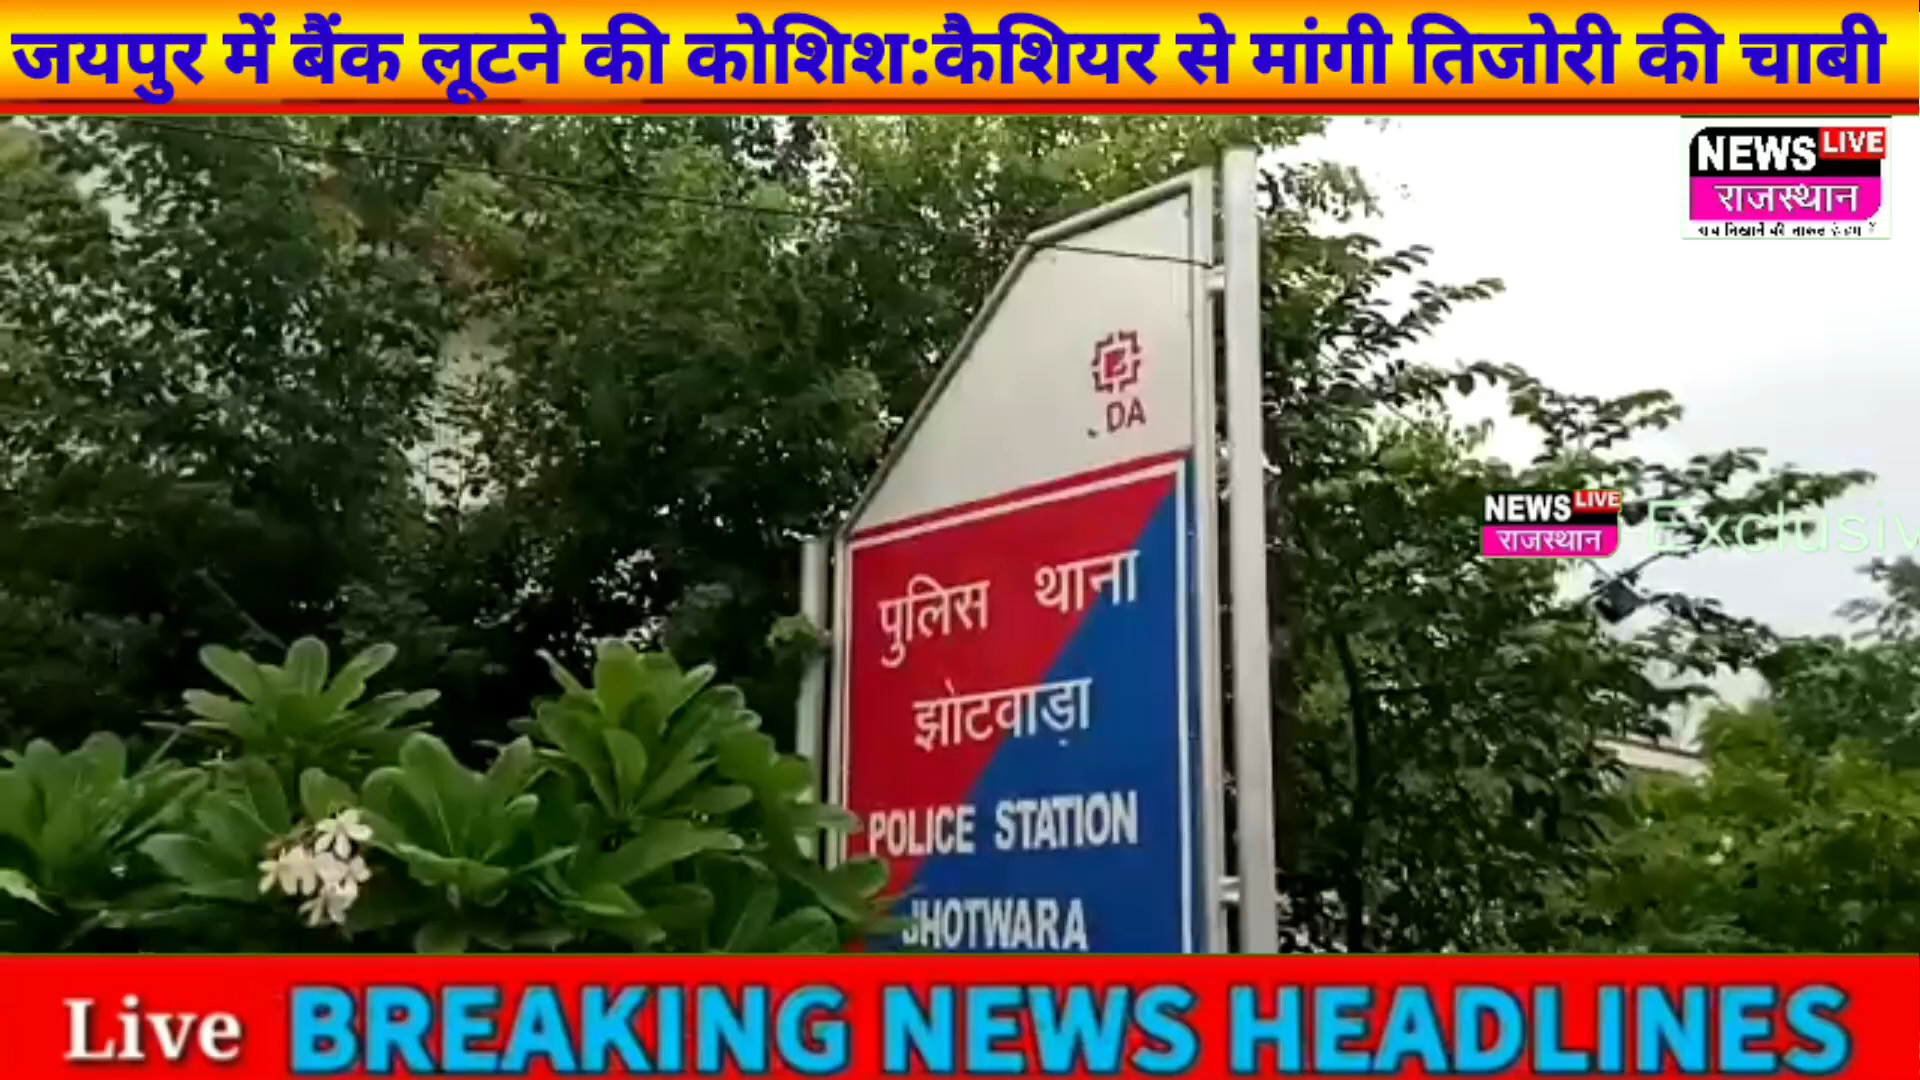 जयपुर में बैंक लूटने की कोशिश:कैशियर से मांगी तिजोरी की चाबी
NEWS LIVE
राजस्थान
DA
NEWS LIVE
राजस्थान
Exclusiv
पुलिस थाना
झोटवाड़ा
POLICE STATION
JHOTWARA
Live BREAKING NEWS HEADLINES